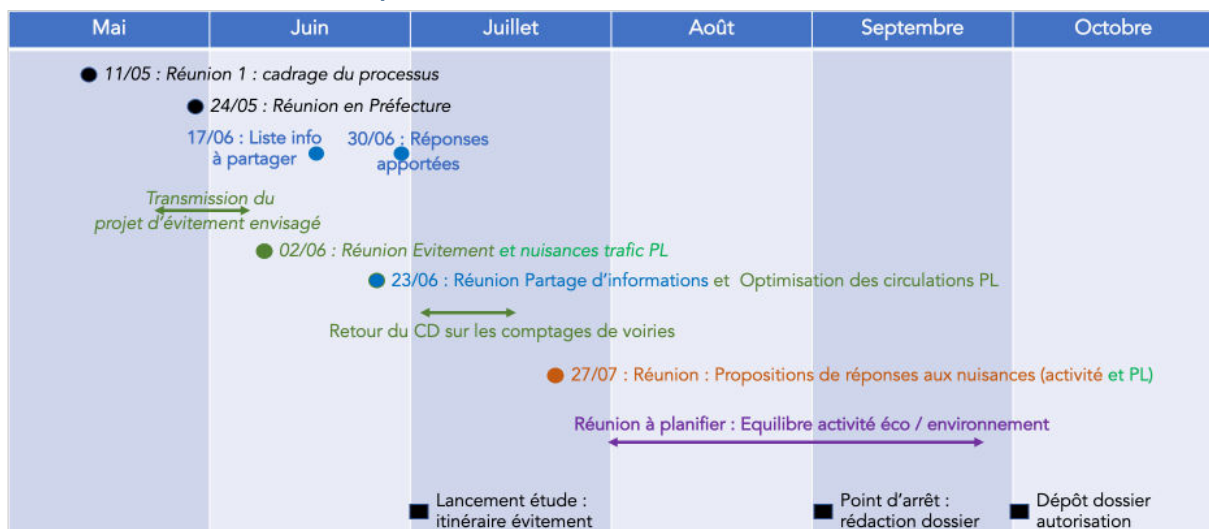 Mai Juin Juillet Août Septembre Octobre
11/05 : Réunion 1 : cadrage du processus
24/05 : Réunion en Préfecture
17/06 : Liste info
à partager
30/06 : Réponses
apportées
Transmission du
projet d'évitement envisagé
02/06 : Réunion Evitement et nuisances trafic PL
23/06 : Réunion Partage d'informations et Optimisation des circulations PL
Retour du CD sur les comptages de voiries
27/07 : Réunion : Propositions de réponses aux nuisances (activité et PL)
Réunion à planifier : Equilibre activité éco / environnement
Lancement étude :
itinéraire évitement
Point d'arrêt :
rédaction dossier
Dépôt dossier
autorisation